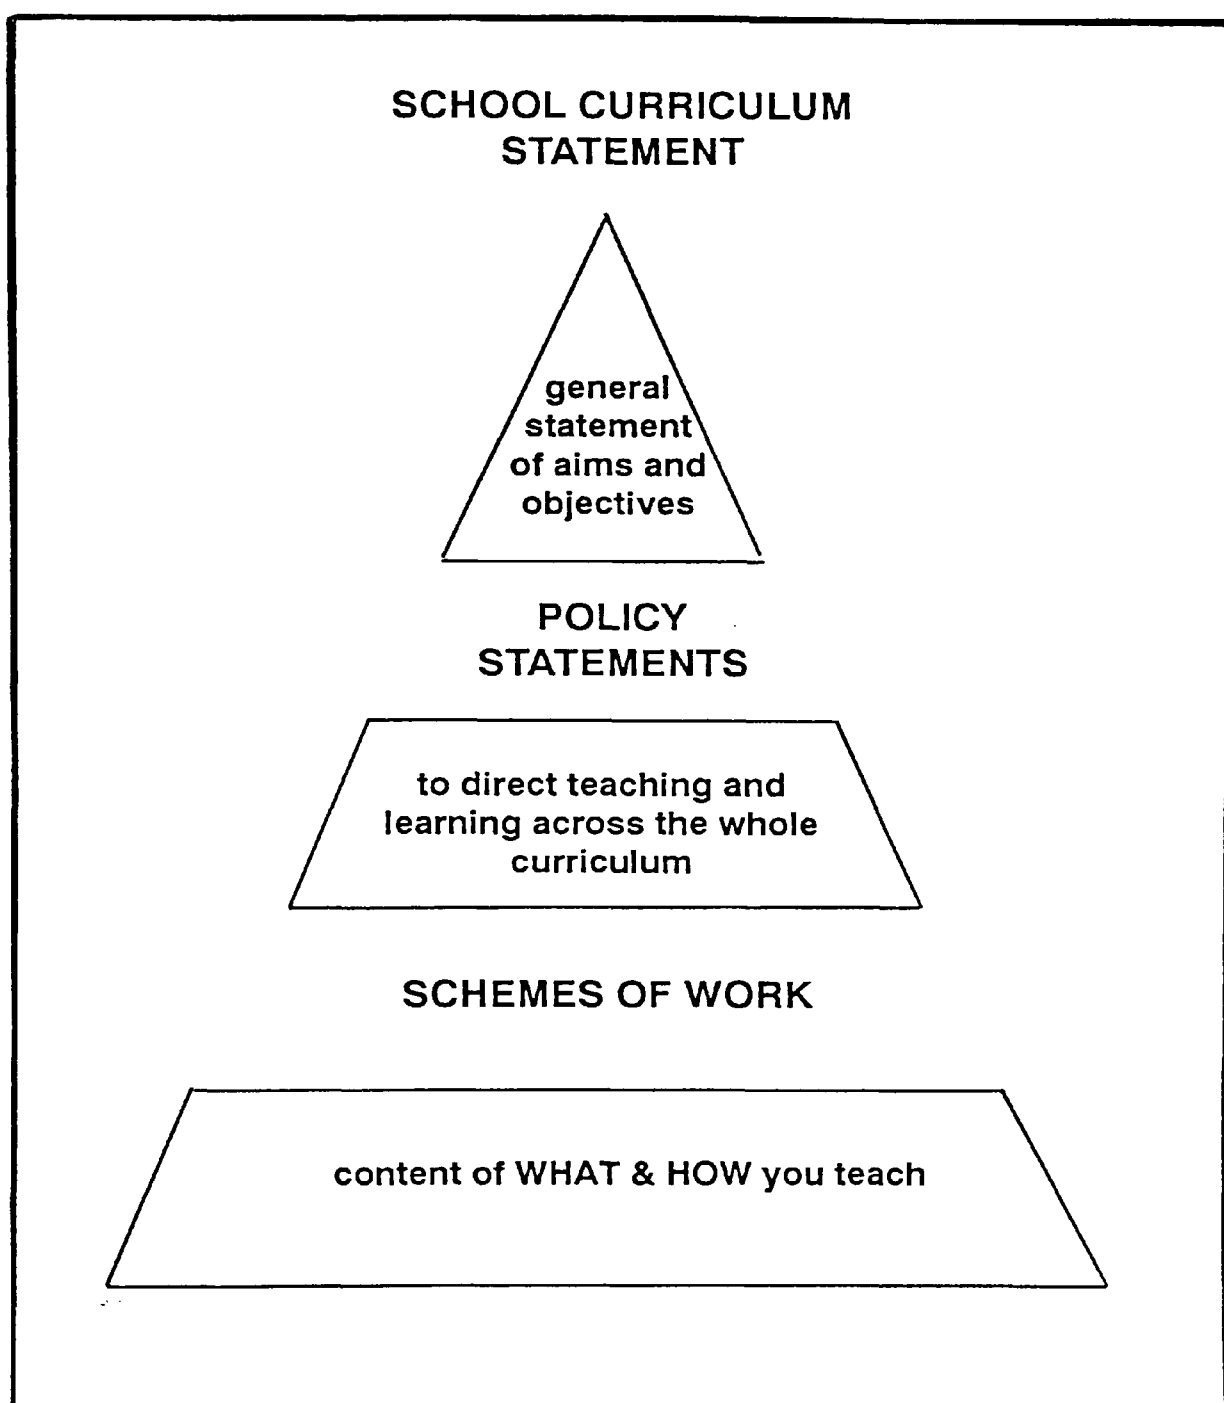 SCHOOL CURRICULUM
STATEMENT
general
statement
of aims and
objectives
POLICY
STATEMENTS
to direct teaching and
learning across the whole
curriculum
SCHEMES OF WORK
content of WHAT & HOW you teach